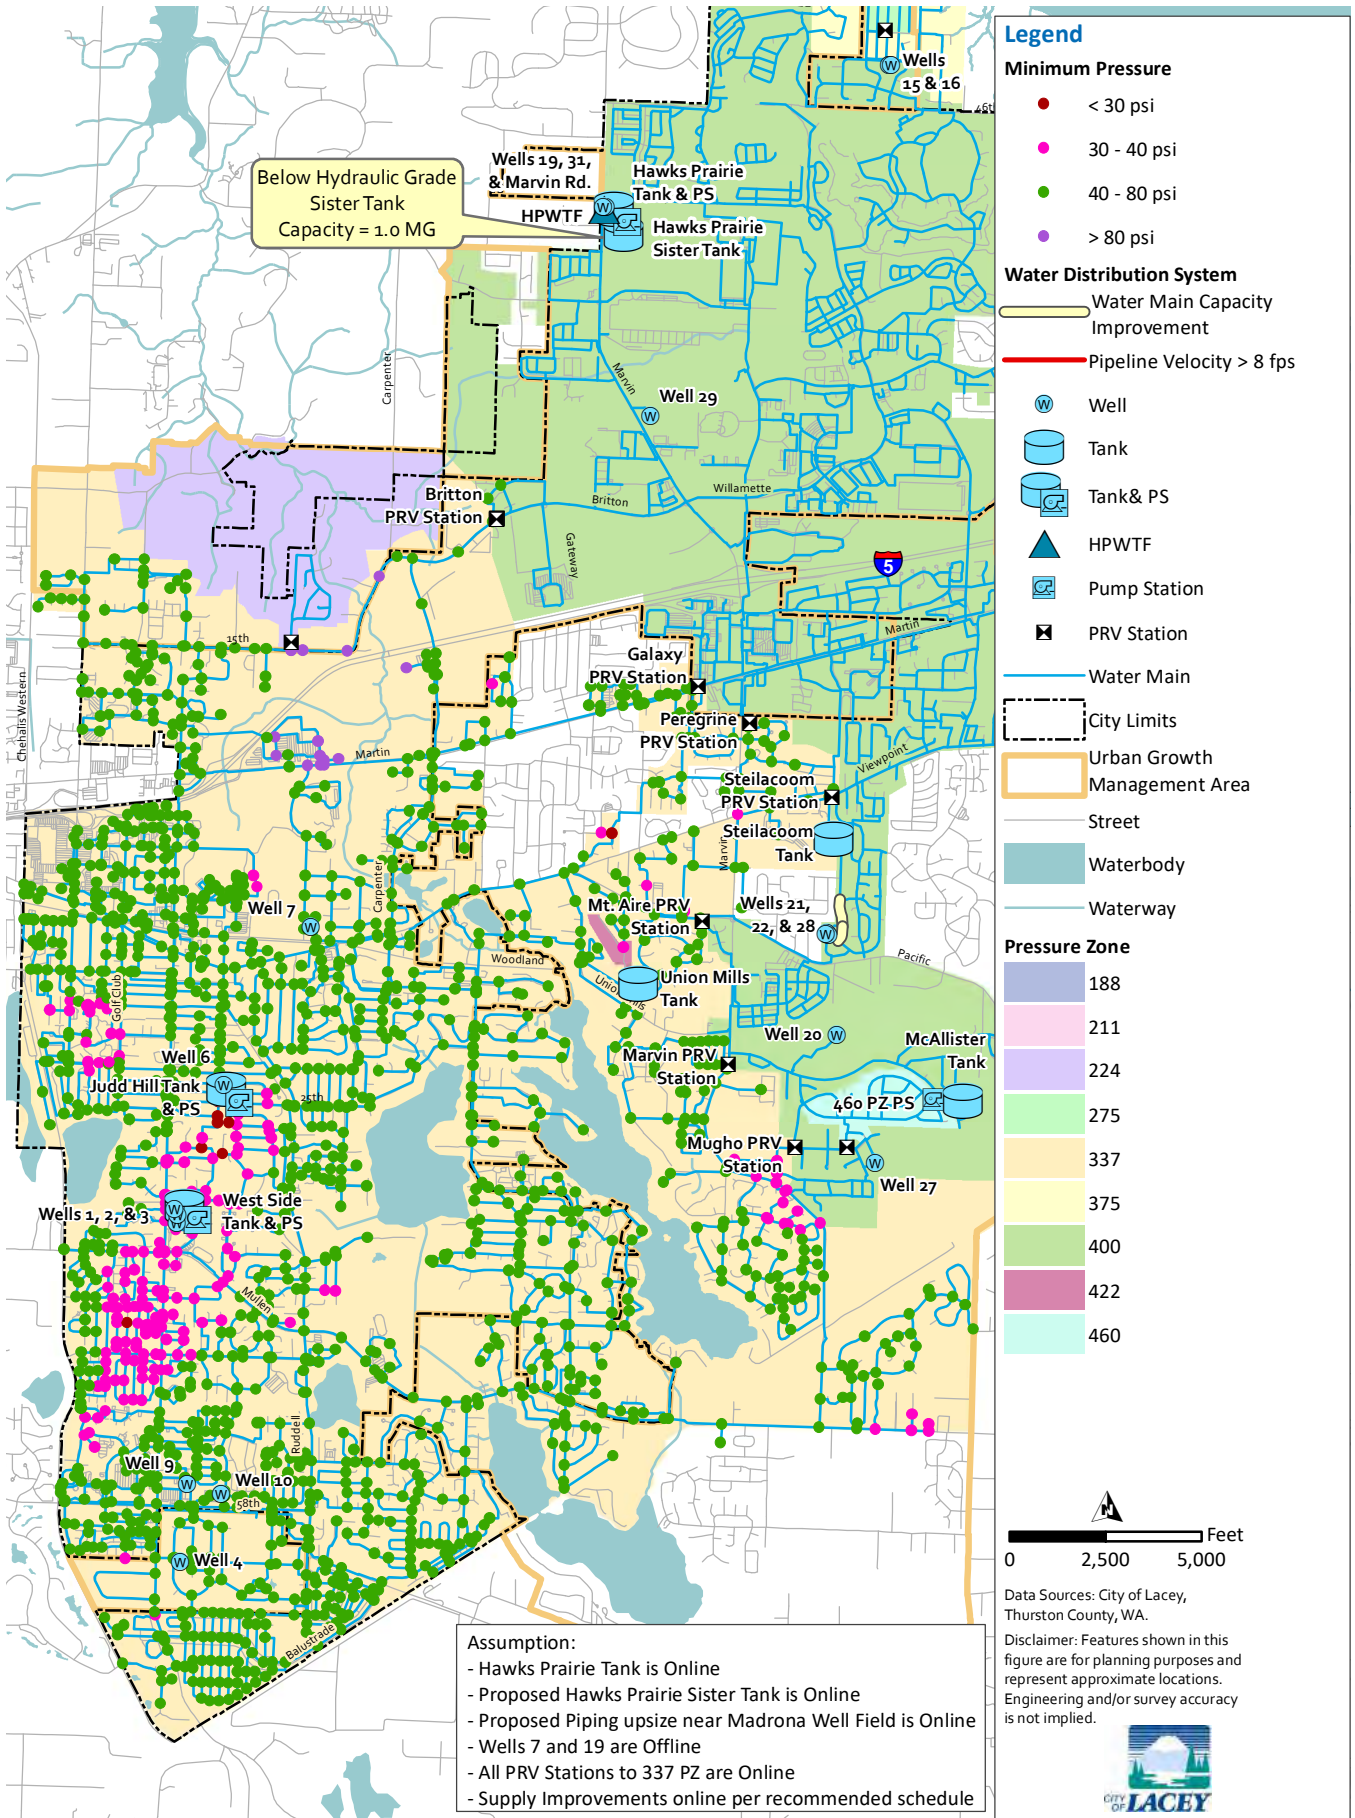 Wells
15 & 16
46th
Wells 19, 31,
& Marvin Rd.
Hawks Prairie
Tank & PS
Below Hydraulic Grade
Sister Tank
Capacity = 1.0 MG
HPWTF
Hawks Prairie
Sister Tank
Carpenter
Marvin
Well 29
Willamette
Britton
Britton
PRV Station
Gateway
5
15th
Martin
Galaxy
PRV Station
Chehalis Western
Peregrine
PRV Station
Martin
Viewpoint
Steilacoom
PRV Station
Steilacoom
Tank
Marvin
Carpenter
Well 7
Mt. Aire PRV
Station
Wells 21,
22, & 28
Pacific
Woodland
Union Mills
Union Mills
Tank
Golf Club
Well 20
McAllister
Tank
Well 6
Judd Hill Tank
& PS
25th
Marvin PRV
Station
460 PZ PS
Mugho PRV
Station
Well 27
West Side
Tank & PS
Wells 1, 2, & 3
Mullen
Ruddell
Well 9
Well 10
58th
Well 4
Balustrade
Assumption:
- Hawks Prairie Tank is Online
- Proposed Hawks Prairie Sister Tank is Online
- Proposed Piping upsize near Madrona Well Field is Online
- Wells 7 and 19 are Offline
- All PRV Stations to 337 PZ are Online
- Supply Improvements online per recommended schedule
Legend
Minimum Pressure
< 30 psi
30 - 40 psi
40 - 80 psi
> 80 psi
Water Distribution System
Water Main Capacity
Improvement
Pipeline Velocity > 8 fps
Well
Tank
Tank& PS
HPWTF
Pump Station
PRV Station
Water Main
City Limits
Urban Growth
Management Area
Street
Waterbody
Waterway
Pressure Zone
188
211
224
275
337
375
400
422
460
N
Feet
0 2,500 5,000
Data Sources: City of Lacey,
Thurston County, WA.
Disclaimer: Features shown in this
figure are for planning purposes and
represent approximate locations.
Engineering and/or survey accuracy
is not implied.
CITY OF LACEY